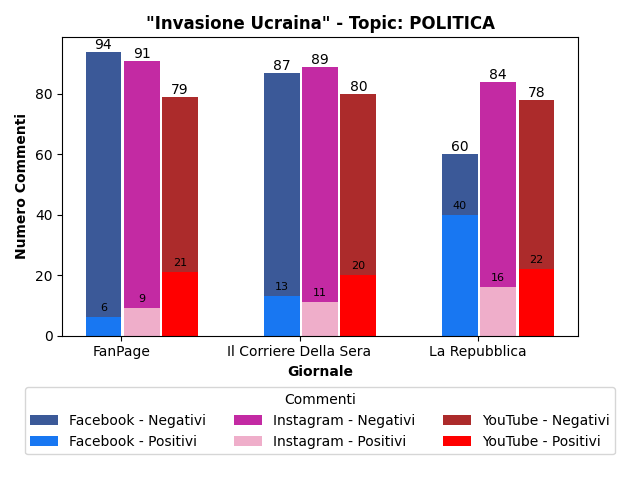 "Invasione Ucraina" - Topic: POLITICA
94 91 79 87 89 80 60 84 78
6 9 21 13 11 20 40 16 22
Numero Commenti
80
60
40
20
0
FanPage Il Corriere Della Sera La Repubblica
Giornale
Commenti
Facebook - Negativi Instagram - Negativi YouTube - Negativi
Facebook - Positivi Instagram - Positivi YouTube - Positivi